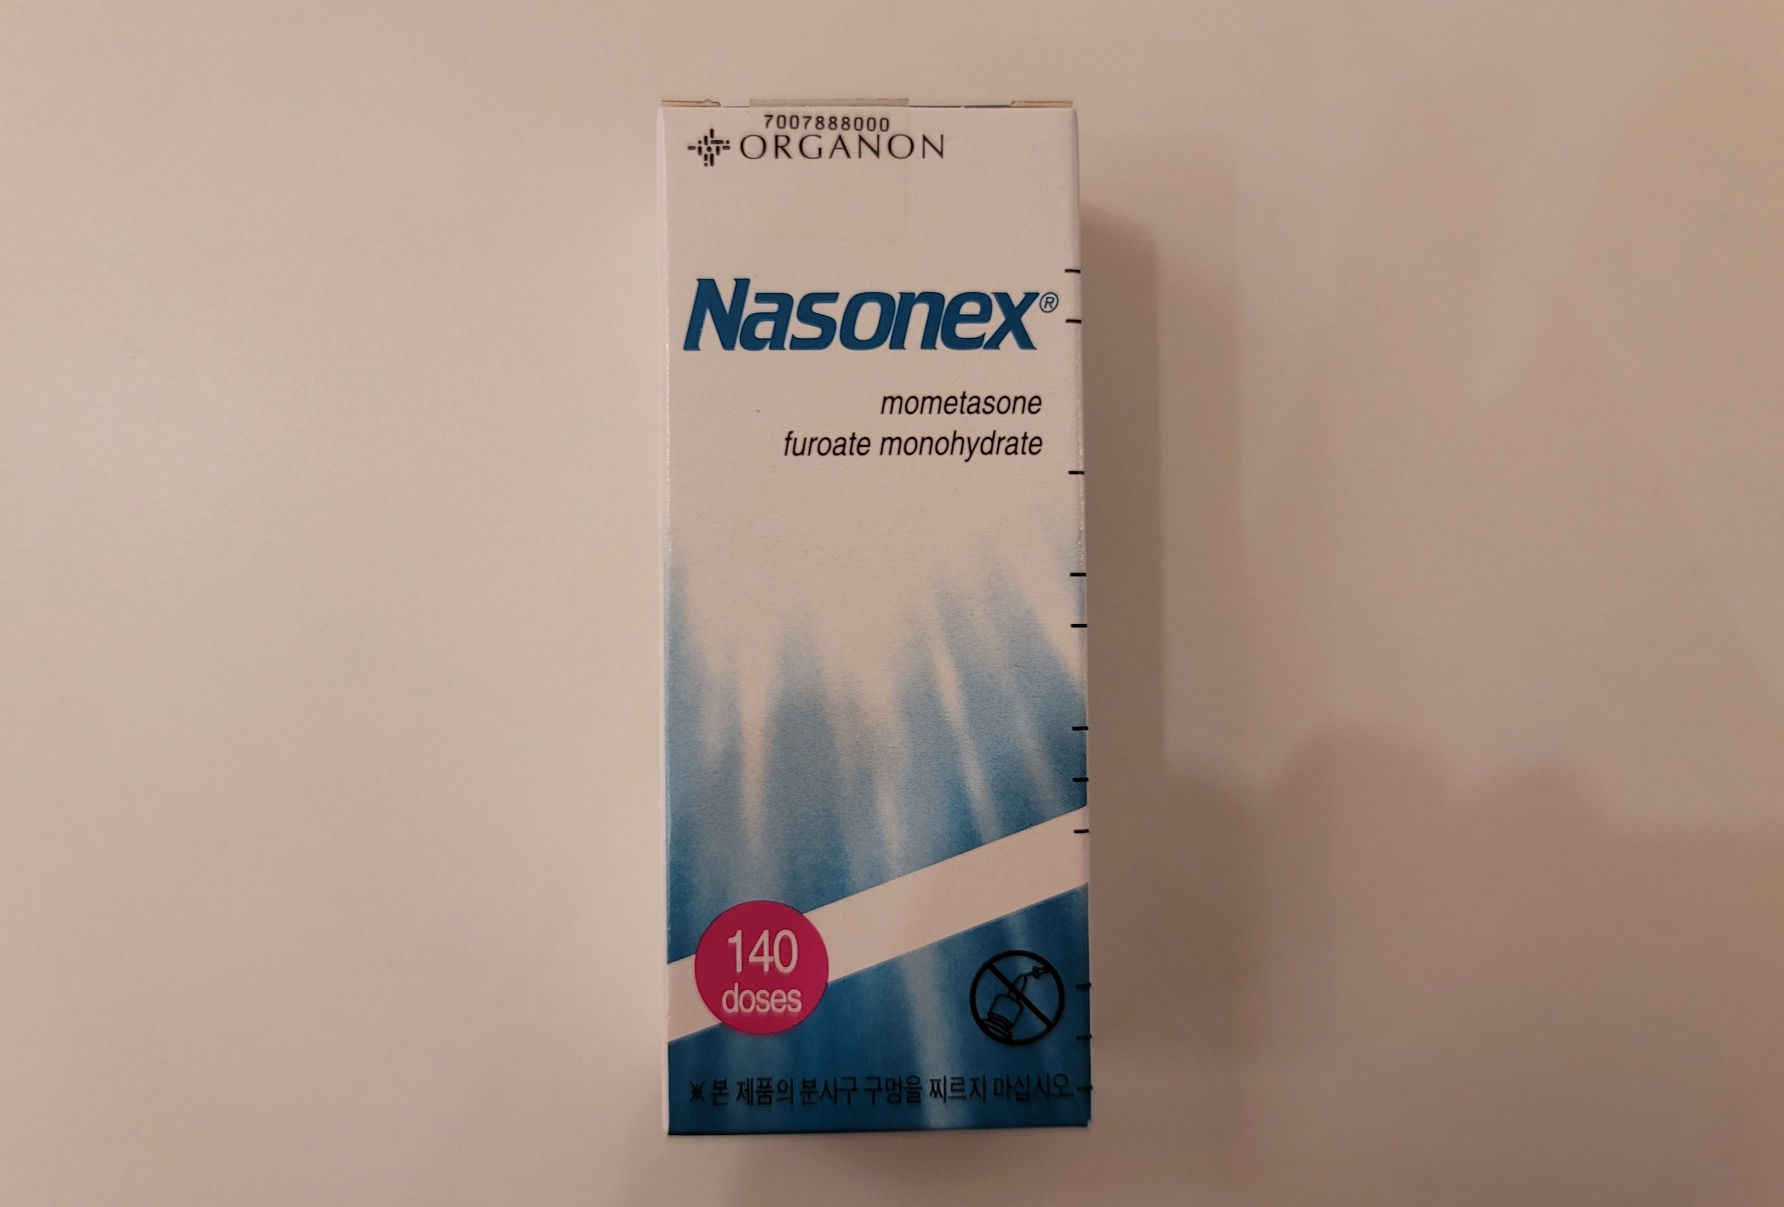 7007888000
ORGANON
Nasonex®
mometasone
furoate monohydrate
140
doses
※ 본 제품의 분사구 구멍을 찌르지 마십시오.